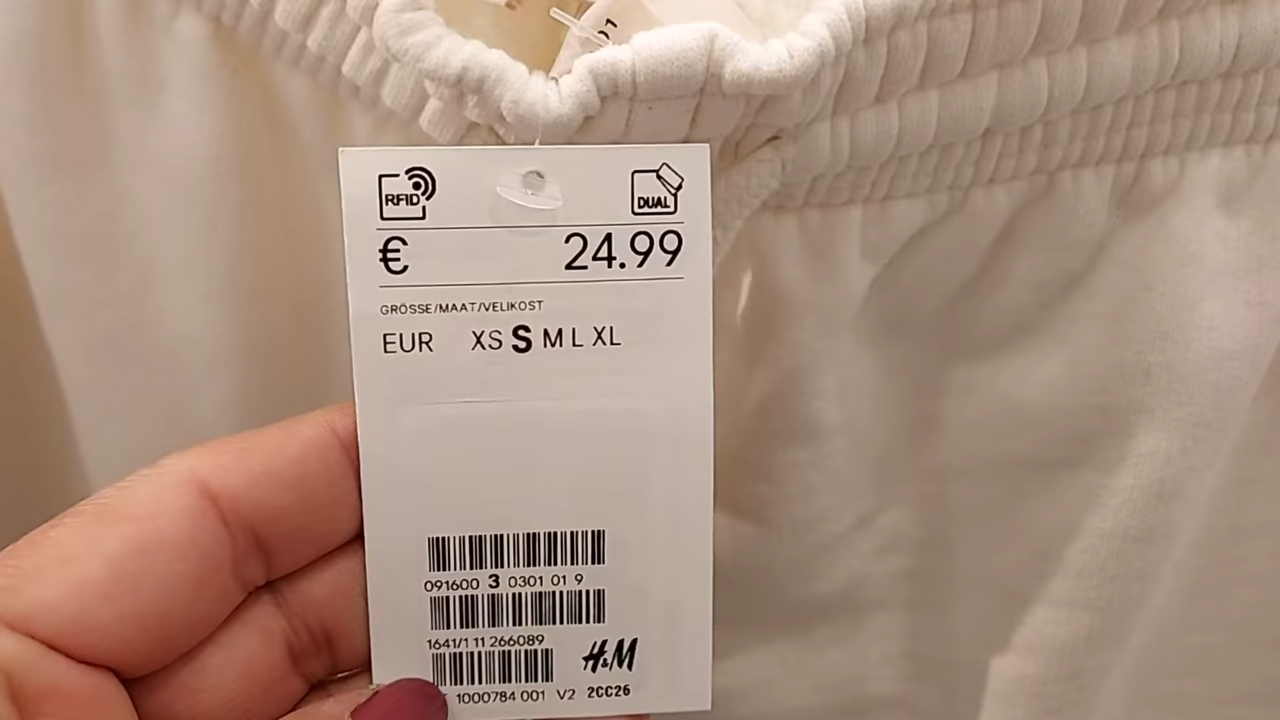 RFID
DUAL
€ 24.99
GRÖSSE/MAAT/VELIKOST
EUR XS S M L XL
091600 3 0301 01 9
1641/1 11 266089
H&M
1000784 001 V2 2CC26